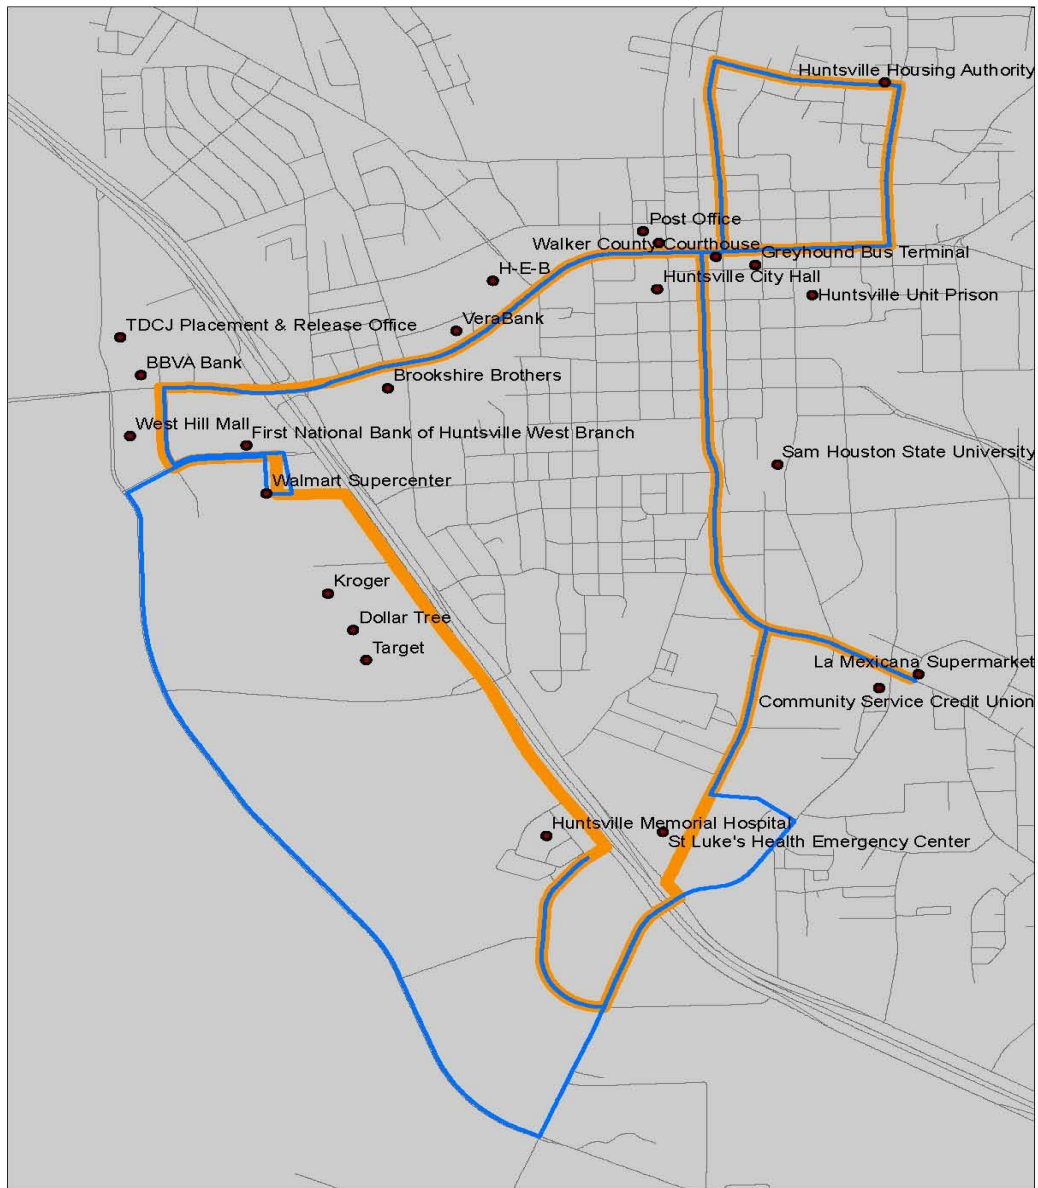 Huntsville Housing Authority
Post Office
Walker County Courthouse
Greyhound Bus Terminal
H-E-B
Huntsville City Hall
Huntsville Unit Prison
VeraBank
TDCJ Placement & Release Office
BBVA Bank
Brookshire Brothers
West Hill Mall
First National Bank of Huntsville West Branch
Sam Houston State University
Walmart Supercenter
Kroger
Dollar Tree
Target
La Mexicana Supermarket
Community Service Credit Union
Huntsville Memorial Hospital
St Luke's Health Emergency Center